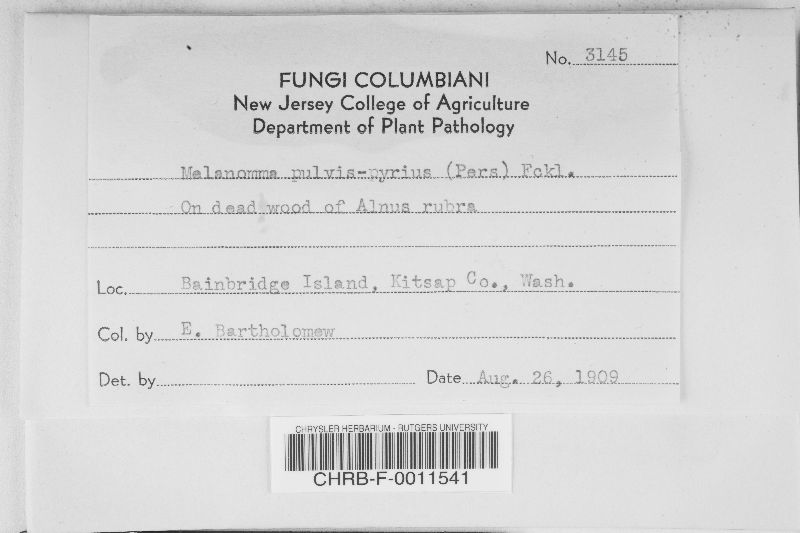 No. 3145
FUNGI COLUMBIANI
New Jersey College of Agriculture
Department of Plant Pathology
Melanomma pulvis-pyrius (Pers) Fckl.
On dead wood of Alnus rubra
Loc. Bainbridge Island, Kitsap Co., Wash.
Col. by E. Bartholomew
Det. by Date Aug. 26, 1909
CHRYSLER HERBARIUM - RUTGERS UNIVERSITY
CHRB-F-0011541